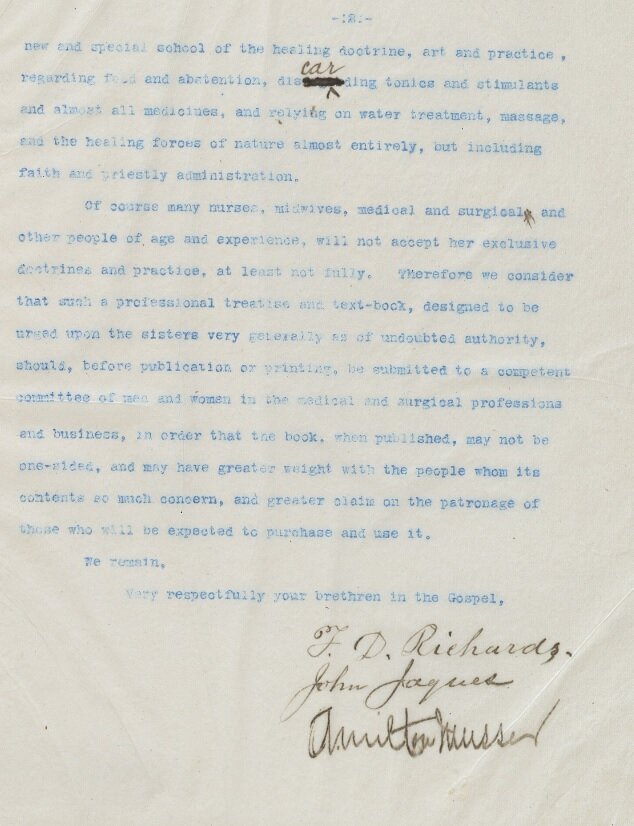 -:2:-
new and special school of the healing doctrine, art and practice,
regarding food and abstention, discarding tonics and stimulants
and almost all medicines, and relying on water treatment, massage,
and the healing forces of nature almost entirely, but including
faith and priestly administration.
Of course many nurses, midwives, medical and surgical, and
other people of age and experience, will not accept her exclusive
doctrines and practice, at least not fully. Therefore we consider
that such a professional treatise and text-book, designed to be
urged upon the sisters very generally as of undoubted authority,
should, before publication or printing, be submitted to a competent
committee of men and women in the medical and surgical professions
and business, in order that the book, when published, may not be
one-sided, and may have greater weight with the people whom its
contents so much concern, and greater claim on the patronage of
those who will be expected to purchase and use it.
We remain,
Very respectfully your brethren in the Gospel,
F. D. Richards.
John Jaques
A Milton Musser